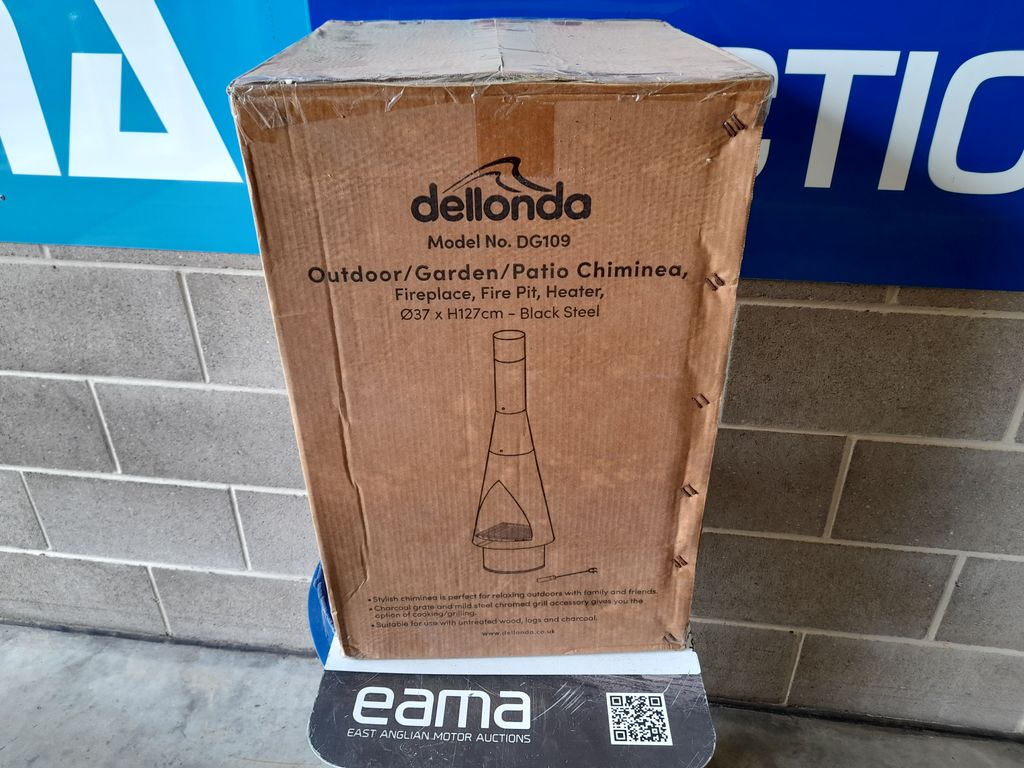 dellonda
Model No. DG109
Outdoor/Garden/Patio Chiminea,
Fireplace, Fire Pit, Heater,
Ø37 x H127cm - Black Steel
• Stylish chiminea is perfect for relaxing outdoors with family and friends.
• Charcoal grate and mild steel chromed grill accessory gives you the
option of cooking/grilling.
• Suitable for use with untreated wood, logs and charcoal.
www.dellonda.co.uk
eama
EAST ANGLIAN MOTOR AUCTIONS